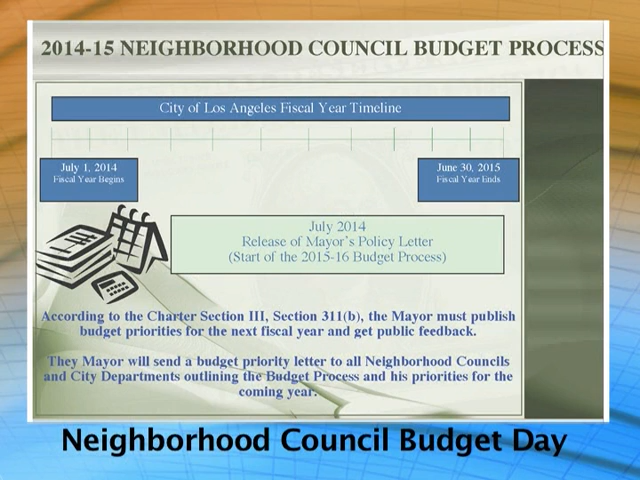 2014-15 NEIGHBORHOOD COUNCIL BUDGET PROCESS
City of Los Angeles Fiscal Year Timeline
July 1, 2014
Fiscal Year Begins
June 30, 2015
Fiscal Year Ends
July 2014
Release of Mayor's Policy Letter
(Start of the 2015-16 Budget Process)
According to the Charter Section III, Section 311(b), the Mayor must publish
budget priorities for the next fiscal year and get public feedback.
They Mayor will send a budget priority letter to all Neighborhood Councils
and City Departments outlining the Budget Process and his priorities for the
coming year.
Neighborhood Council Budget Day